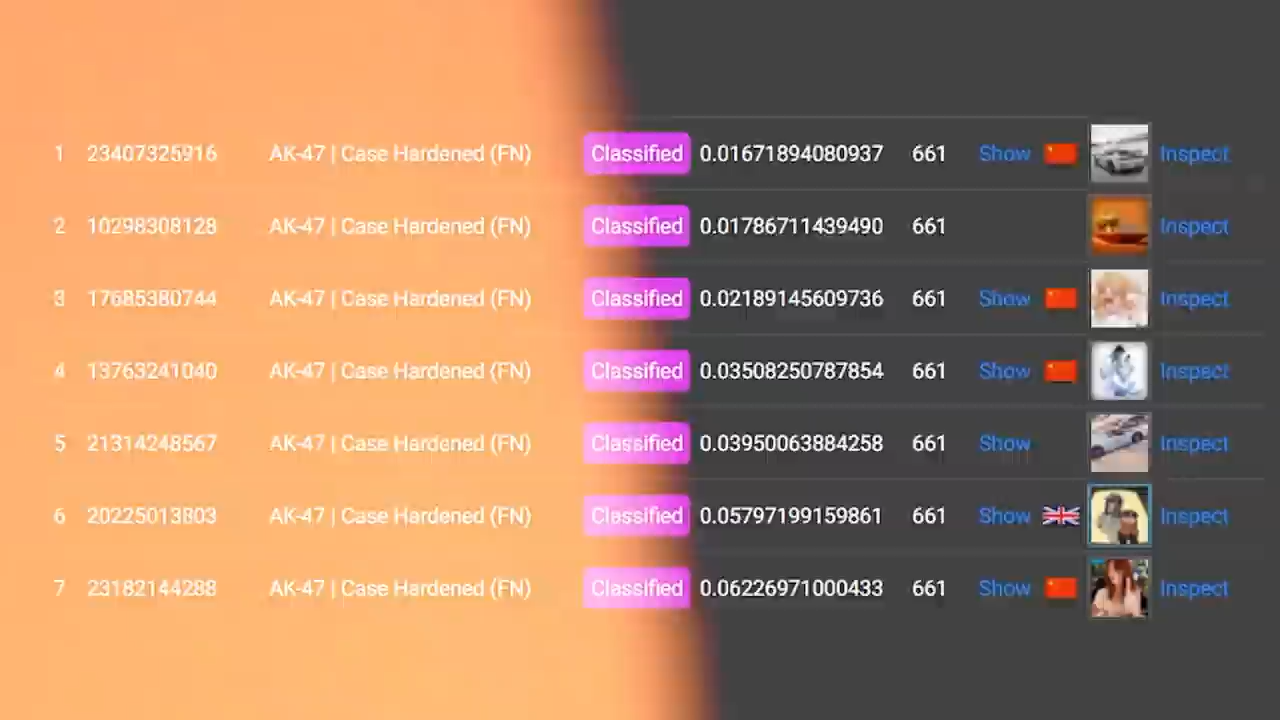 1 23407325916 AK-47 | Case Hardened (FN) Classified 0.01671894080937 661 Show Inspect
2 10298308128 AK-47 | Case Hardened (FN) Classified 0.01786711439490 661 Inspect
3 17685380744 AK-47 | Case Hardened (FN) Classified 0.02189145609736 661 Show Inspect
4 13763241040 AK-47 | Case Hardened (FN) Classified 0.03508250787854 661 Show Inspect
5 21314248567 AK-47 | Case Hardened (FN) Classified 0.03950063884258 661 Show Inspect
6 20225013803 AK-47 | Case Hardened (FN) Classified 0.05797199159861 661 Show Inspect
7 23182144288 AK-47 | Case Hardened (FN) Classified 0.06226971000433 661 Show Inspect